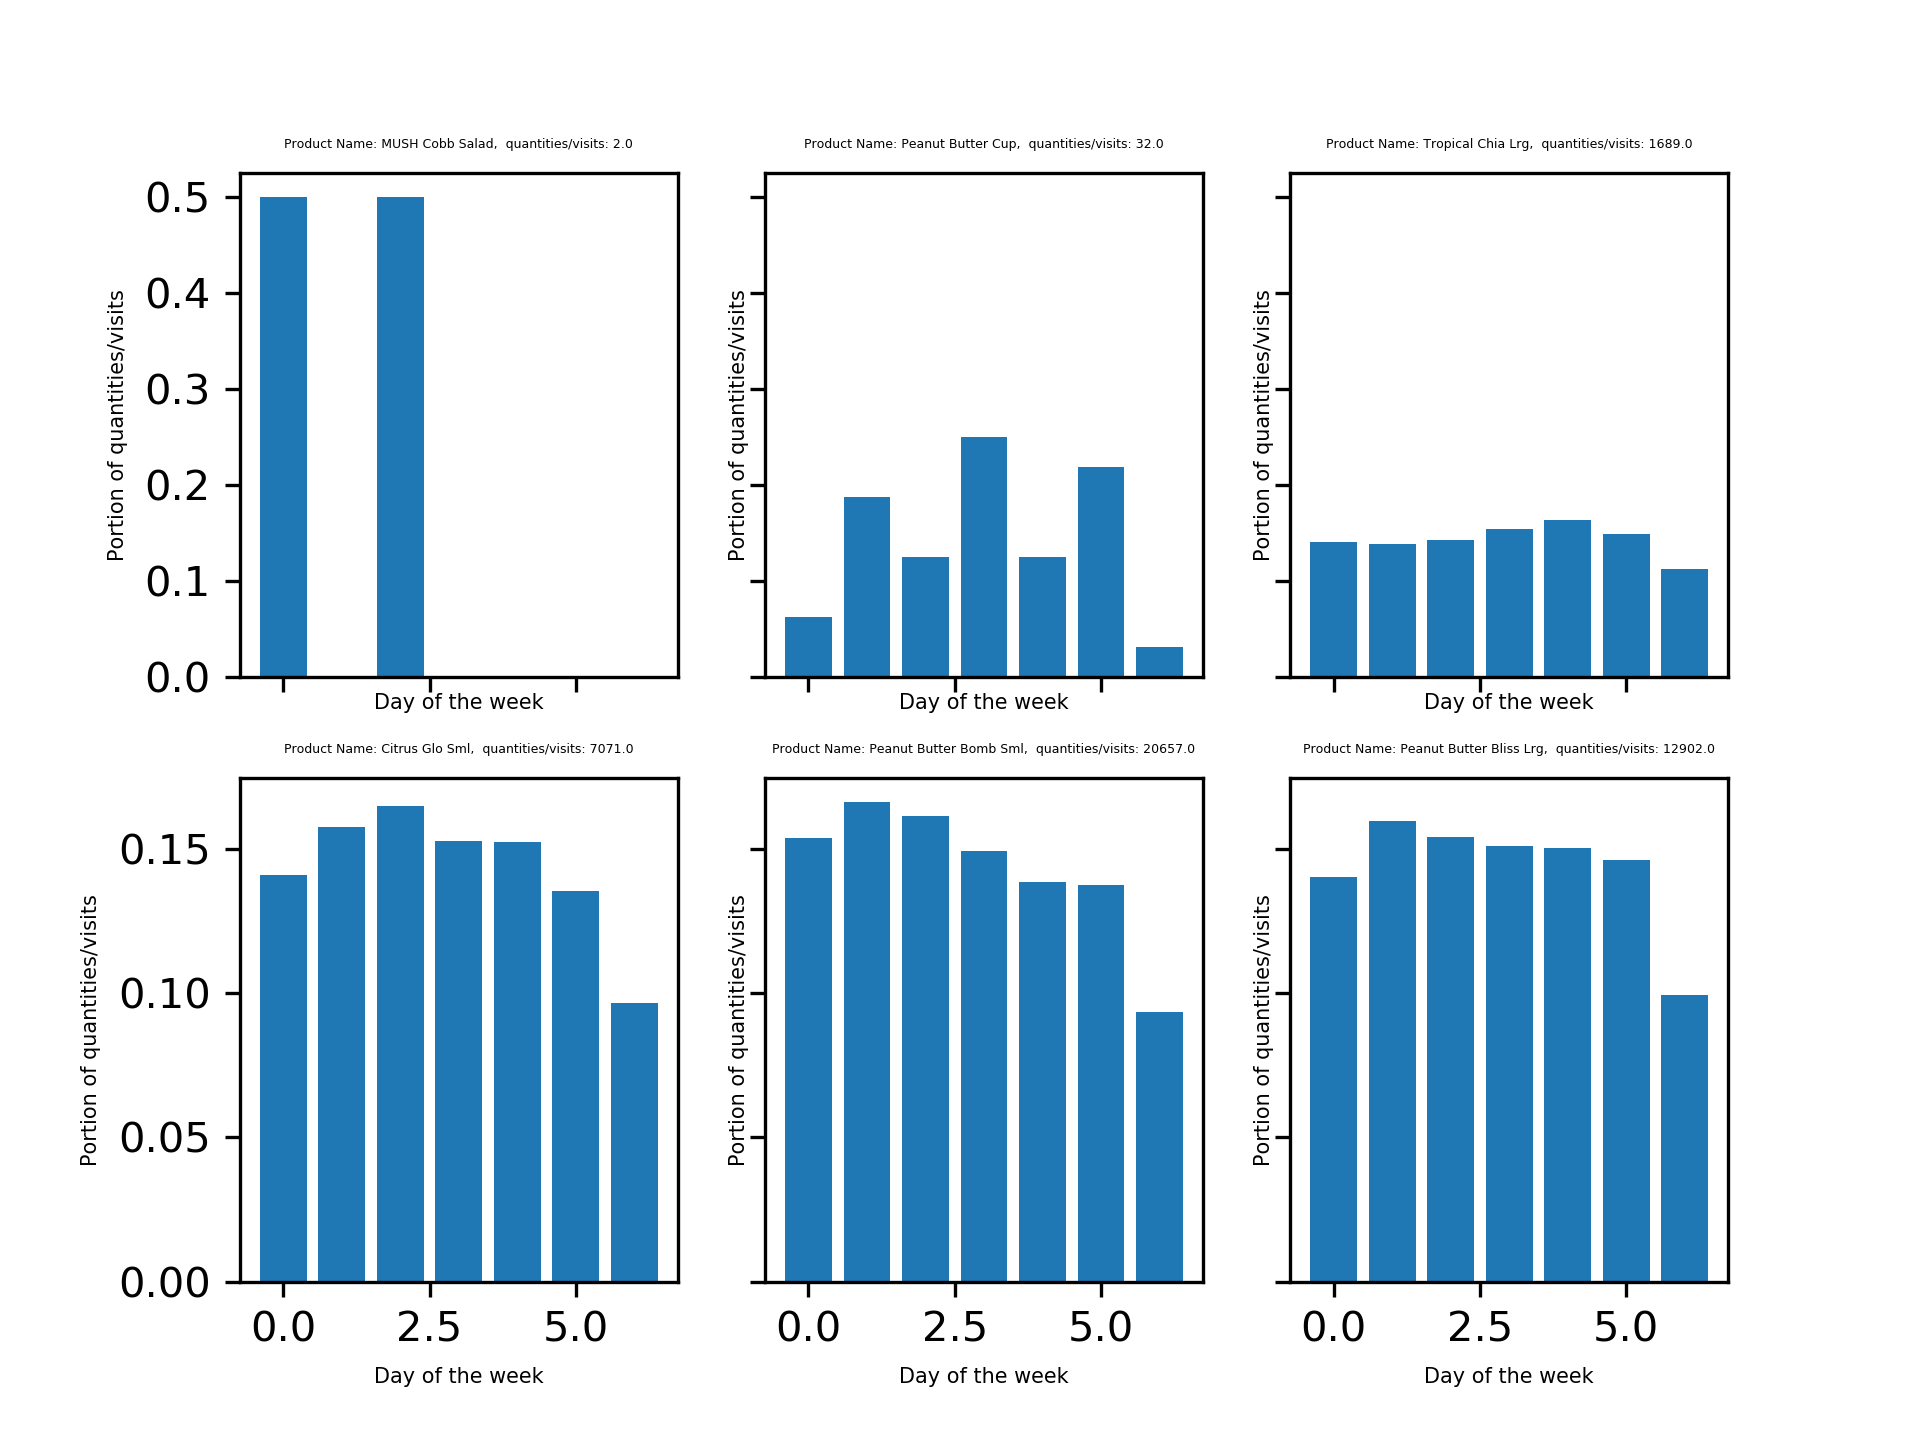 Product Name: MUSH Cobb Salad,  quantities/visits: 2.0
0.5
0.4
0.3
0.2
0.1
0.0
Portion of quantities/visits
Day of the week
Product Name: Peanut Butter Cup,  quantities/visits: 32.0
Portion of quantities/visits
Day of the week
Product Name: Tropical Chia Lrg,  quantities/visits: 1689.0
Portion of quantities/visits
Day of the week
Product Name: Citrus Glo Sml,  quantities/visits: 7071.0
0.15
0.10
0.05
0.00
Portion of quantities/visits
0.0 2.5 5.0
Day of the week
Product Name: Peanut Butter Bomb Sml,  quantities/visits: 20657.0
Portion of quantities/visits
0.0 2.5 5.0
Day of the week
Product Name: Peanut Butter Bliss Lrg,  quantities/visits: 12902.0
Portion of quantities/visits
0.0 2.5 5.0
Day of the week